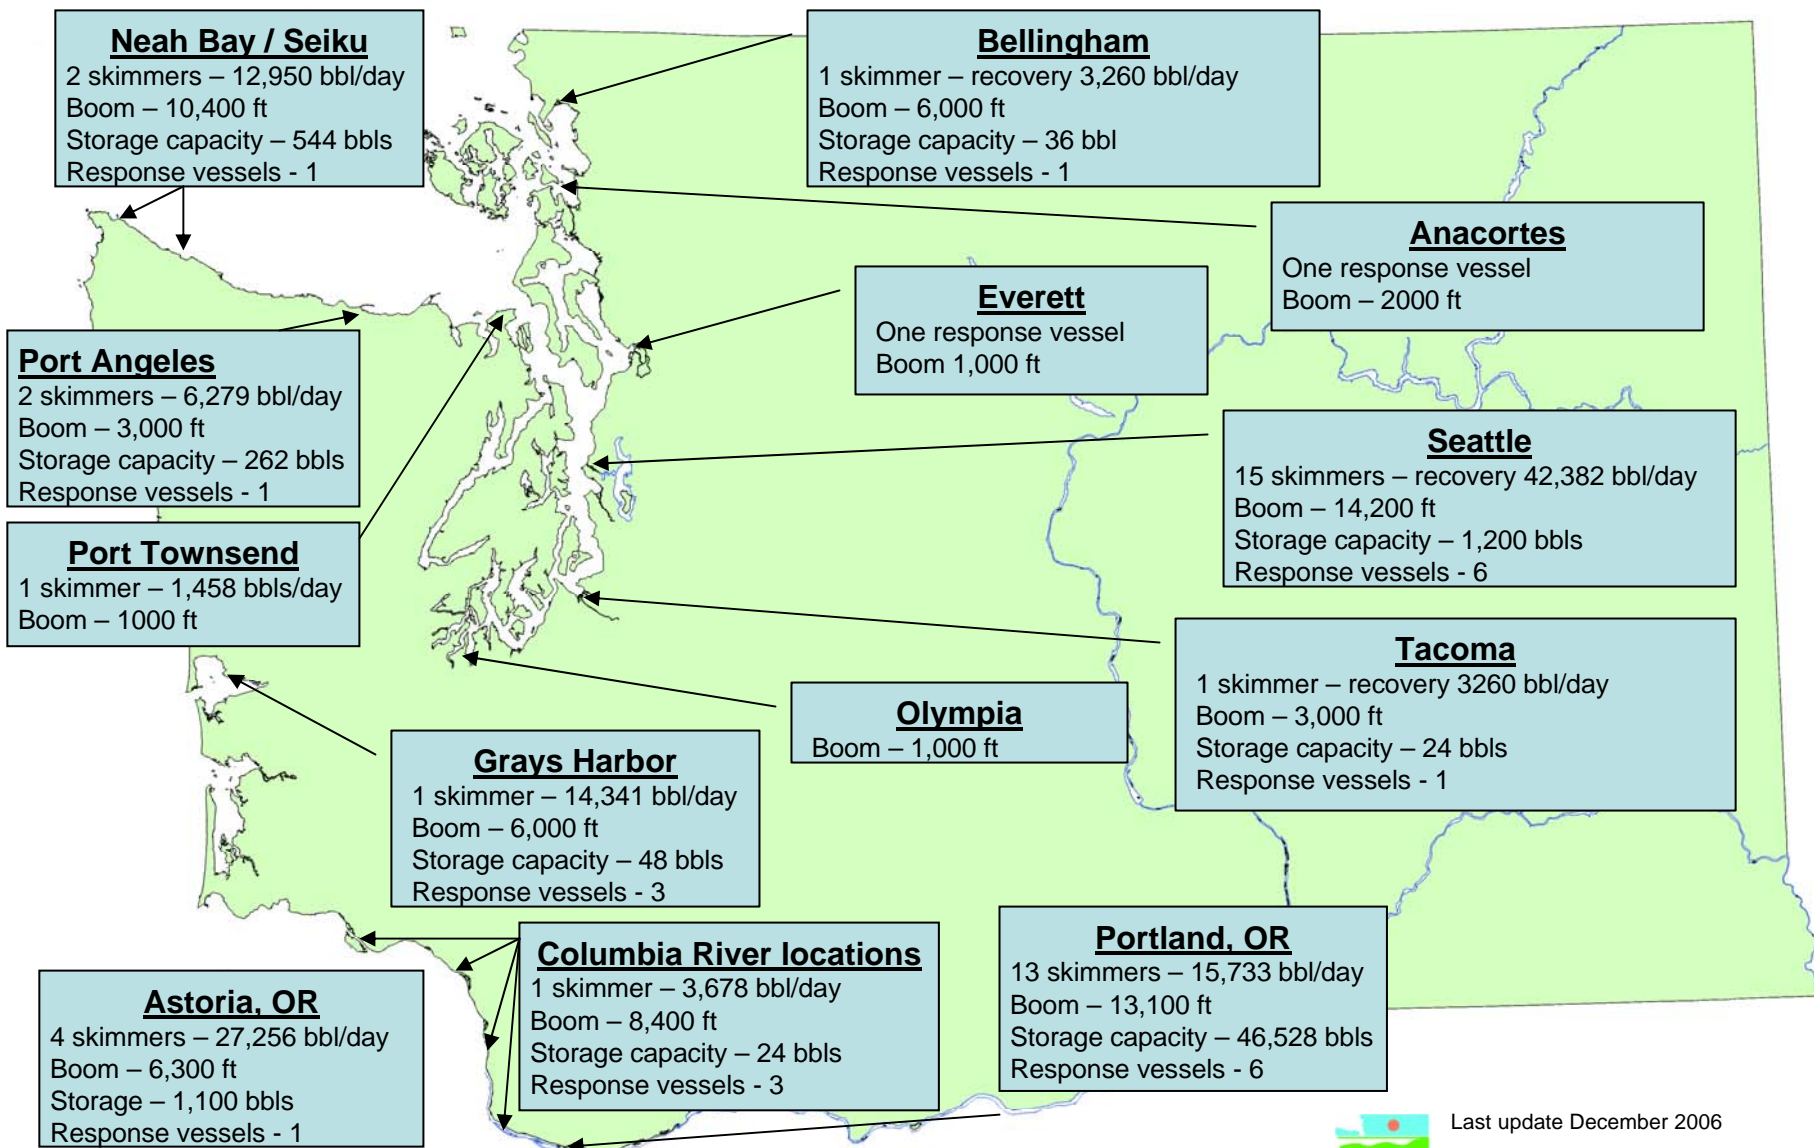 Neah Bay / Seiku
2 skimmers – 12,950 bbl/day
Boom – 10,400 ft
Storage capacity – 544 bbls
Response vessels - 1
Bellingham
1 skimmer – recovery 3,260 bbl/day
Boom – 6,000 ft
Storage capacity – 36 bbl
Response vessels - 1
Anacortes
One response vessel
Boom – 2000 ft
Everett
One response vessel
Boom 1,000 ft
Port Angeles
2 skimmers – 6,279 bbl/day
Boom – 3,000 ft
Storage capacity – 262 bbls
Response vessels - 1
Seattle
15 skimmers – recovery 42,382 bbl/day
Boom – 14,200 ft
Storage capacity – 1,200 bbls
Response vessels - 6
Port Townsend
1 skimmer – 1,458 bbls/day
Boom – 1000 ft
Tacoma
1 skimmer – recovery 3260 bbl/day
Boom – 3,000 ft
Storage capacity – 24 bbls
Response vessels - 1
Olympia
Boom – 1,000 ft
Grays Harbor
1 skimmer – 14,341 bbl/day
Boom – 6,000 ft
Storage capacity – 48 bbls
Response vessels - 3
Columbia River locations
1 skimmer – 3,678 bbl/day
Boom – 8,400 ft
Storage capacity – 24 bbls
Response vessels - 3
Portland, OR
13 skimmers – 15,733 bbl/day
Boom – 13,100 ft
Storage capacity – 46,528 bbls
Response vessels - 6
Astoria, OR
4 skimmers – 27,256 bbl/day
Boom – 6,300 ft
Storage – 1,100 bbls
Response vessels - 1
Last update December 2006